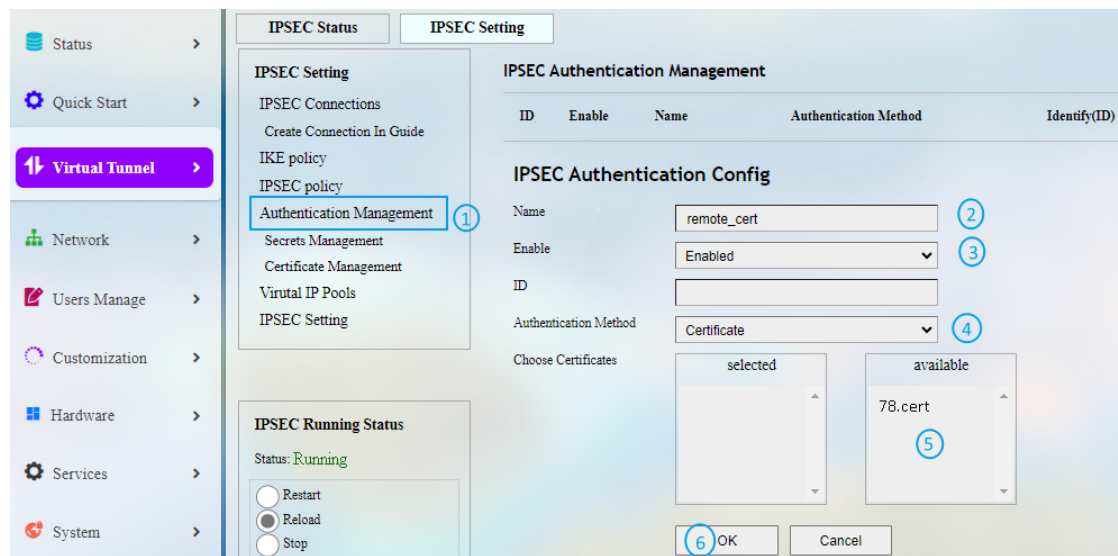 IPSEC Status
IPSEC Setting
Status
Quick Start
Virtual Tunnel
Network
Users Manage
Customization
Hardware
Services
System
IPSEC Setting
IPSEC Connections
Create Connection In Guide
IKE policy
IPSEC policy
Authentication Management
1
Secrets Management
Certificate Management
Virutal IP Pools
IPSEC Setting
IPSEC Running Status
Status: Running
Restart
Reload
Stop
IPSEC Authentication Management
ID Enable Name Authentication Method Identify(ID)
IPSEC Authentication Config
Name remote_cert 2
Enable Enabled 3
ID
Authentication Method Certificate 4
Choose Certificates selected available
78.cert
5
6 OK Cancel